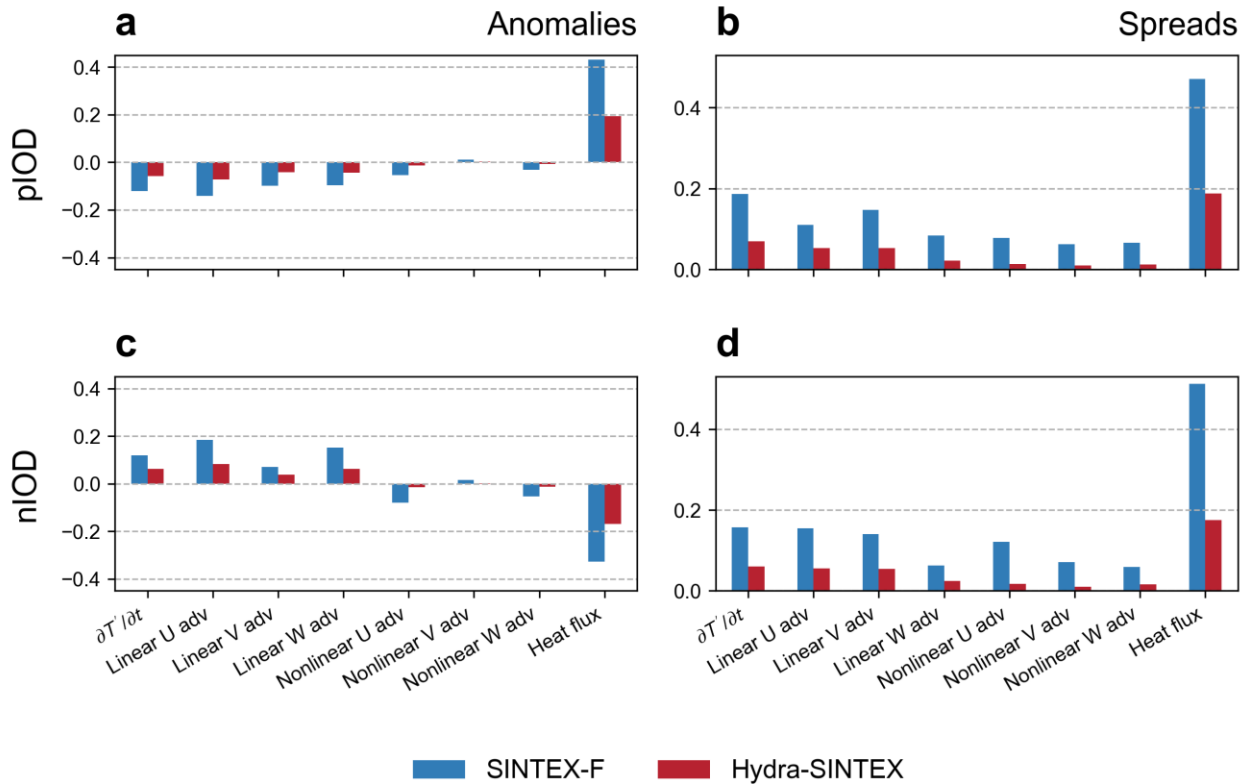 a Anomalies b Spreads
pIOD
0.4
0.2
0.0
−0.2
−0.4
0.4
0.2
0.0
c d
nIOD
0.4
0.2
0.0
−0.2
−0.4
0.4
0.2
0.0
∂T'/∂t
Linear U adv
Linear V adv
Linear W adv
Nonlinear U adv
Nonlinear V adv
Nonlinear W adv
Heat flux
∂T'/∂t
Linear U adv
Linear V adv
Linear W adv
Nonlinear U adv
Nonlinear V adv
Nonlinear W adv
Heat flux
SINTEX-F Hydra-SINTEX